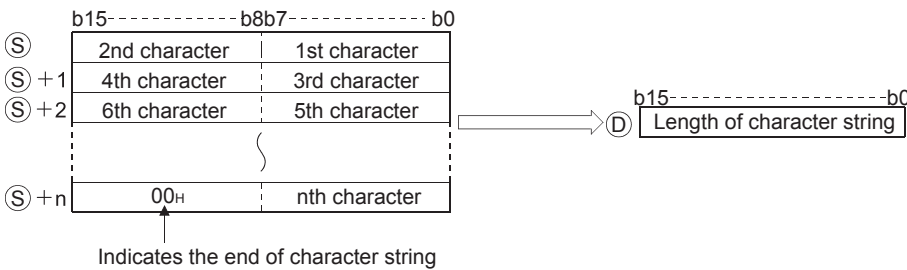 b15 b8b7 b0
Ⓢ 2nd character 1st character
Ⓢ+1 4th character 3rd character
Ⓢ+2 6th character 5th character
b15 b0
Ⓓ Length of character string
Ⓢ+n 00H nth character
Indicates the end of character string